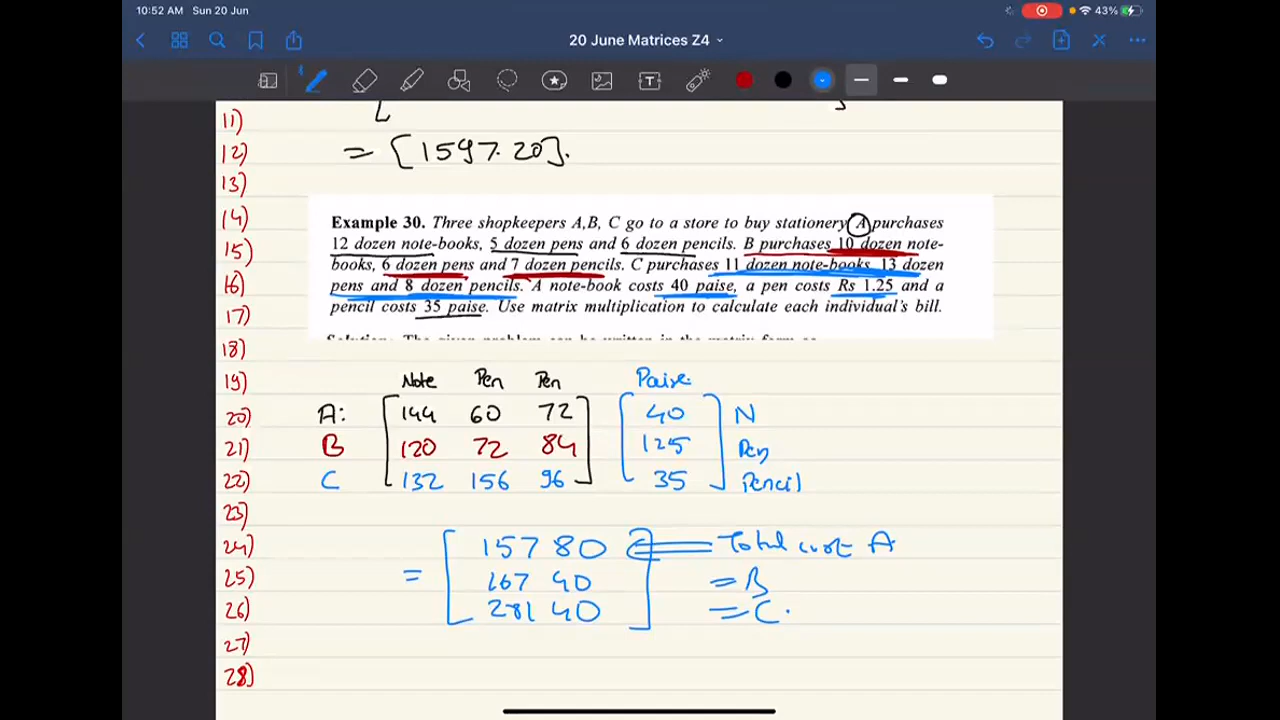 10:52 AM Sun 20 Jun
43%
20 June Matrices Z4
11)
12) = [1597.20].
13)
14) Example 30. Three shopkeepers A,B, C go to a store to buy stationery A purchases
15) 12 dozen note-books, 5 dozen pens and 6 dozen pencils. B purchases 10 dozen note-
books, 6 dozen pens and 7 dozen pencils. C purchases 11 dozen note-books, 13 dozen
16) pens and 8 dozen pencils. A note-book costs 40 paise, a pen costs Rs 1.25 and a
17) pencil costs 35 paise. Use matrix multiplication to calculate each individual's bill.
18)
19) Note Pen Pen Paise
20) A: 144 60 72 40 N
21) B 120 72 84 125 Pen
22) C 132 156 96 35 Pencil
23)
24) 157 80 Total cost A
25) = 167 40 = B
26) 281 40 = C.
27)
28)